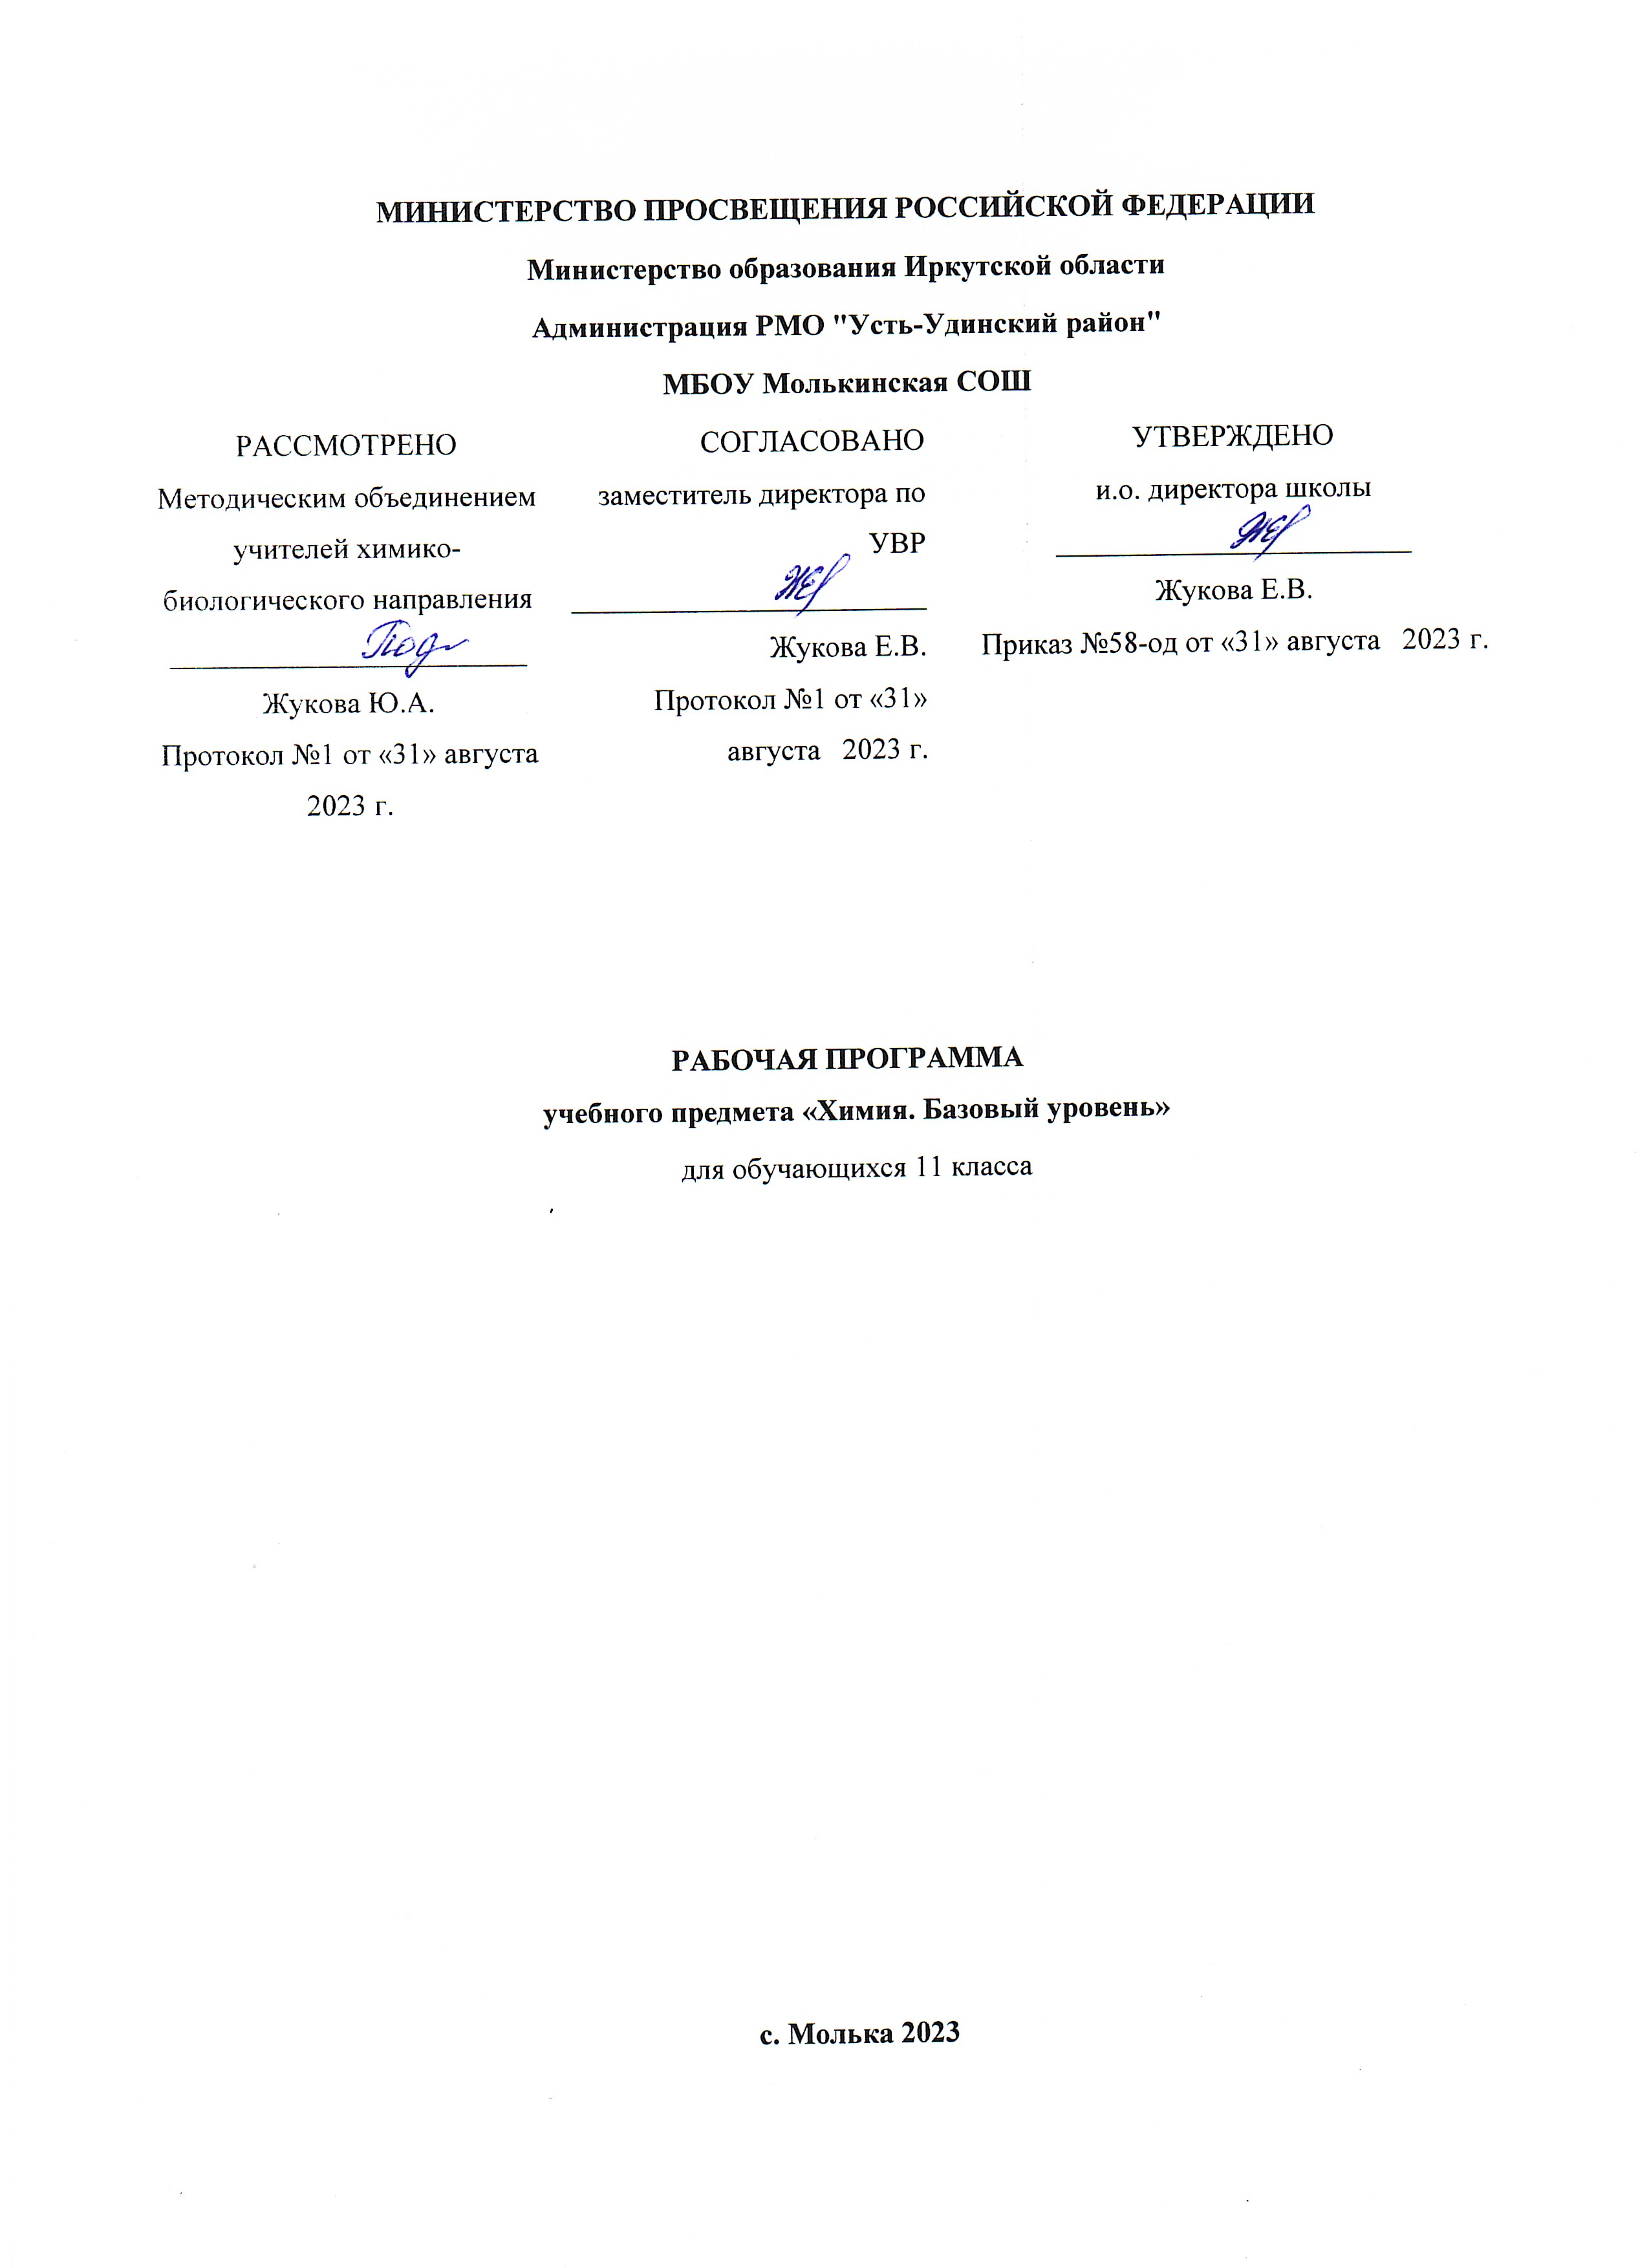 МИНИСТЕРСТВО ПРОСВЕЩЕНИЯ РОССИЙСКОЙ ФЕДЕРАЦИИ
Министерство образования Иркутской области
Администрация РМО "Усть-Удинский район"
МБОУ Молькинская СОШ
РАССМОТРЕНО
Методическим объединением
учителей химико-
биологического направления
Жукова Ю.А.
Протокол №1 от «31» августа
2023 г.
СОГЛАСОВАНО
заместитель директора по
УВР
Жукова Е.В.
Протокол №1 от «31»
августа 2023 г.
УТВЕРЖДЕНО
и.о. директора школы
Жукова Е.В.
Приказ №58-од от «31» августа 2023 г.
РАБОЧАЯ ПРОГРАММА
учебного предмета «Химия. Базовый уровень»
для обучающихся 11 класса
с. Молька 2023